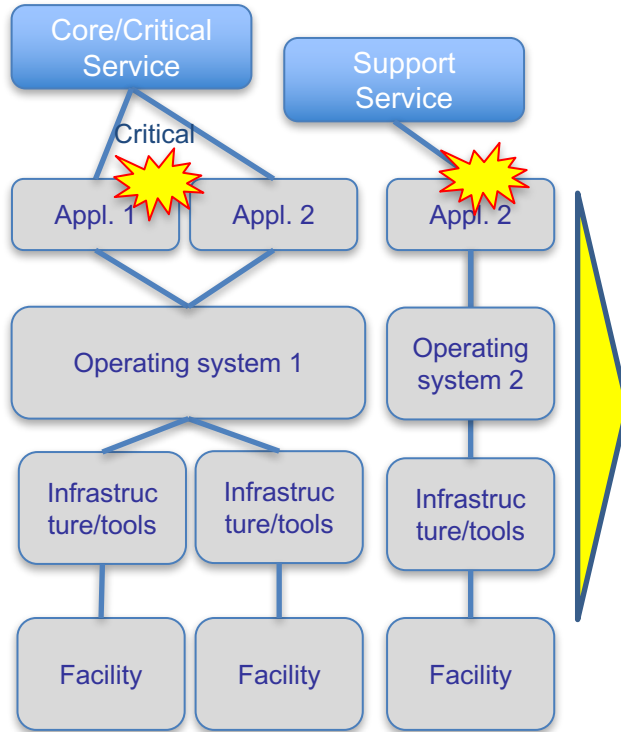 Core/Critical
Service
Support
Service
Critical
Appl. 1
Appl. 2
Appl. 2
Operating system 1
Operating
system 2
Infrastruc
ture/tools
Infrastruc
ture/tools
Infrastruc
ture/tools
Facility
Facility
Facility